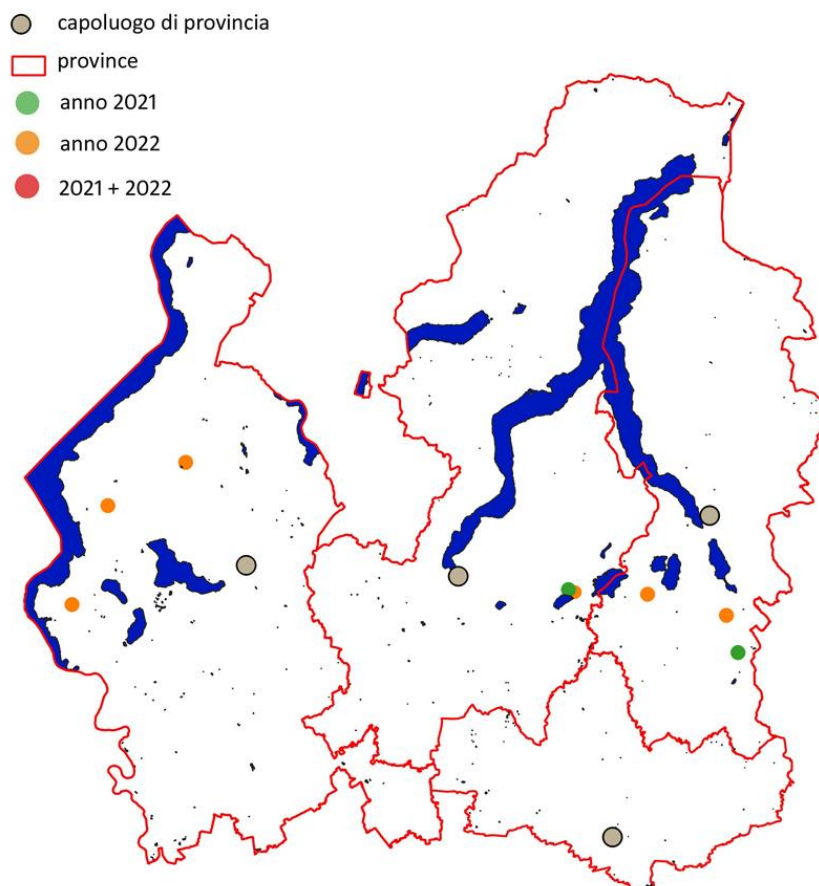 capoluogo di provincia
province
anno 2021
anno 2022
2021 + 2022